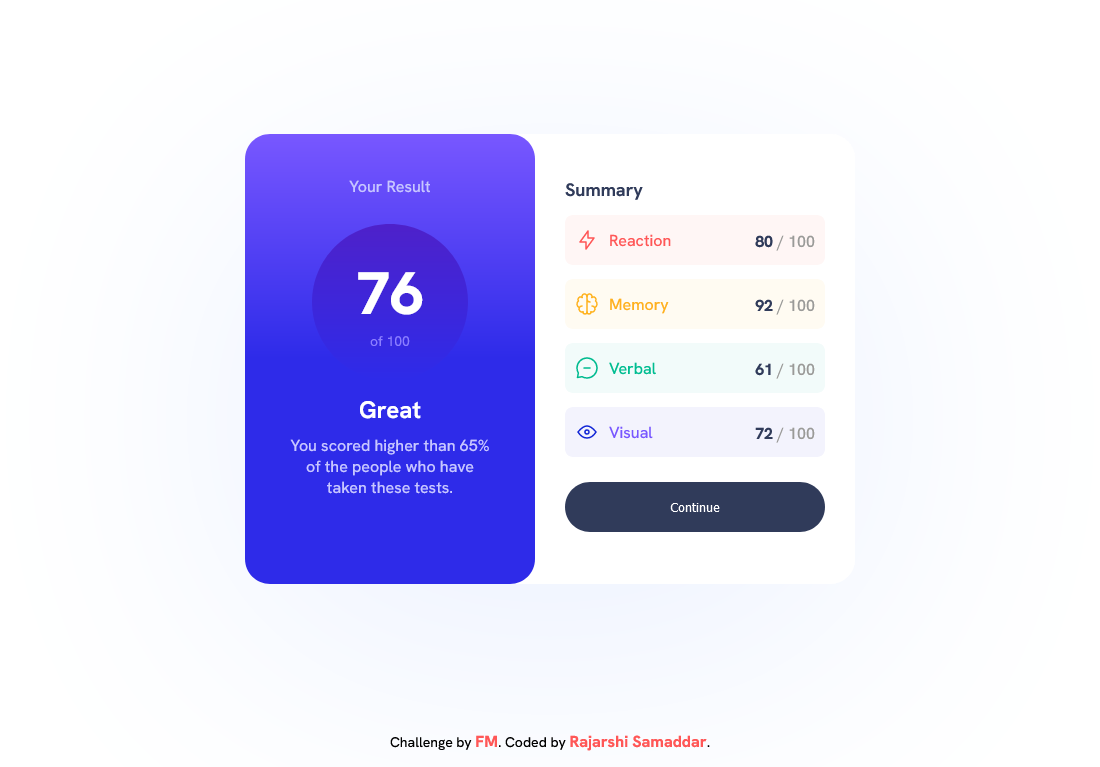 Your Result
76
of 100
Great
You scored higher than 65%
of the people who have
taken these tests.
Summary
Reaction 80 / 100
Memory 92 / 100
Verbal 61 / 100
Visual 72 / 100
Continue
Challenge by FM. Coded by Rajarshi Samaddar.